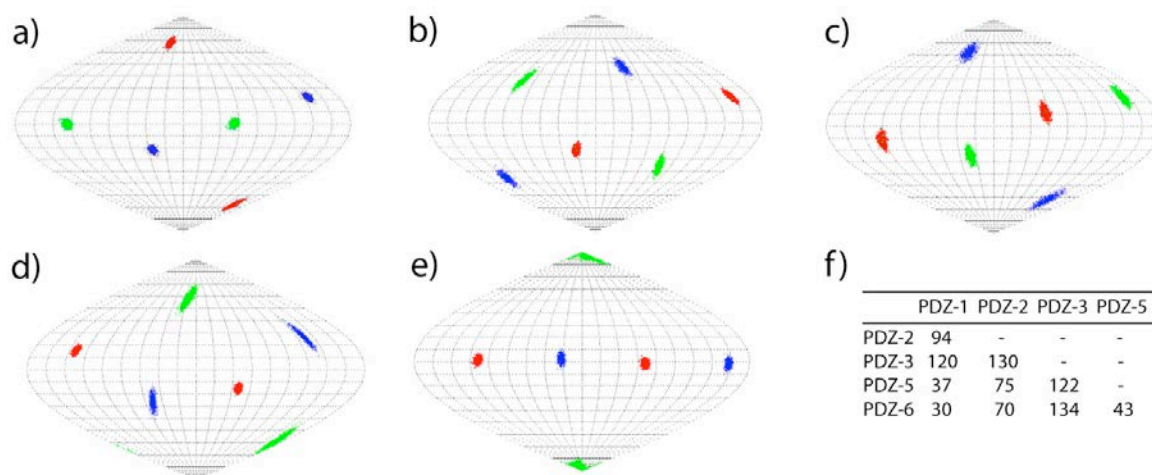 a)
b)
c)
d)
e)
f)
PDZ-1 PDZ-2 PDZ-3 PDZ-5
PDZ-2 94 - - -
PDZ-3 120 130 - -
PDZ-5 37 75 122 -
PDZ-6 30 70 134 43